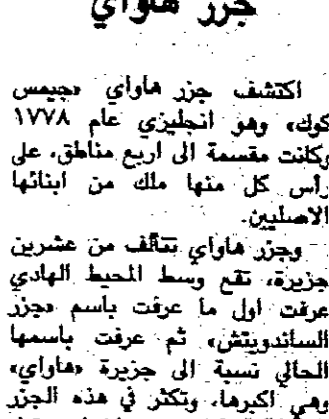 جزر هاواي
اكتشف جزر هاواي «جيمس
كوك» وهو انجليزي عام ١٧٧٨
وكانت مقسمة الى اربع مناطق، على
رأس كل منها ملك من ابنائها
الاصليين.
وجزر هاواي تتألف من عشرين
جزيرة، تقع وسط المحيط الهادي
عرفت اول ما عرفت باسم «جزر
الساندويتش» ثم عرفت باسمها
الحالي نسبة الى جزيرة «هاواي»
وهي اكبرها، وتكثر في هذه الجزر